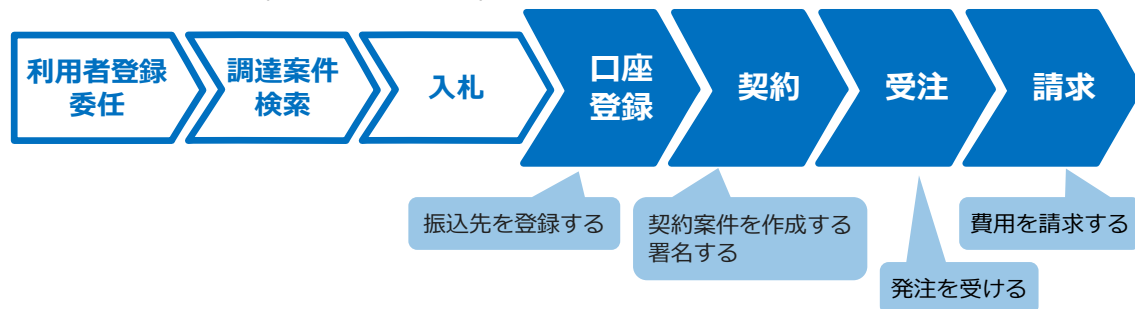 利用者登録
委任
調達案件
検索
入札
口座
登録
契約
受注
請求
振込先を登録する
契約案件を作成する
署名する
発注を受ける
費用を請求する